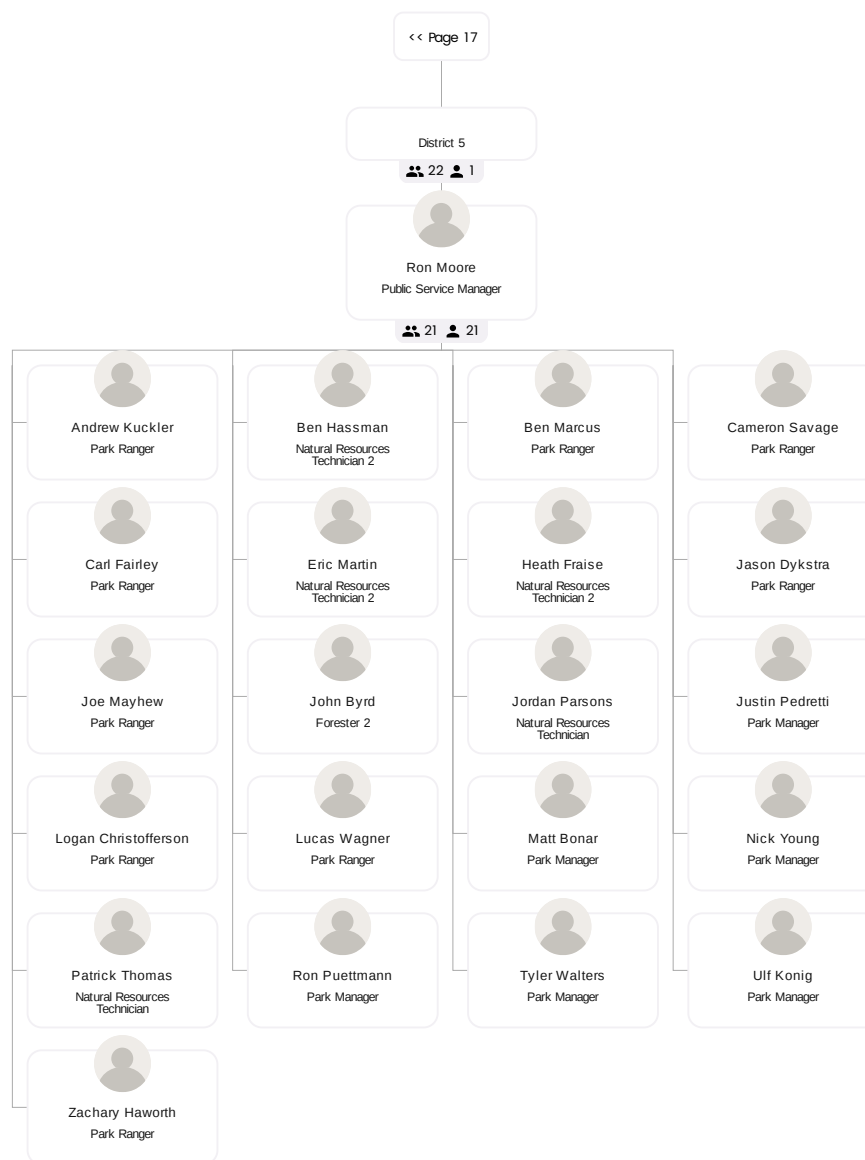 << Page 17
District 5
22 1
Ron Moore
Public Service Manager
21 21
Andrew Kuckler
Park Ranger
Ben Hassman
Natural Resources
Technician 2
Ben Marcus
Park Ranger
Cameron Savage
Park Ranger
Carl Fairley
Park Ranger
Eric Martin
Natural Resources
Technician 2
Heath Fraise
Natural Resources
Technician 2
Jason Dykstra
Park Ranger
Joe Mayhew
Park Ranger
John Byrd
Forester 2
Jordan Parsons
Natural Resources
Technician
Justin Pedretti
Park Manager
Logan Christofferson
Park Ranger
Lucas Wagner
Park Ranger
Matt Bonar
Park Manager
Nick Young
Park Manager
Patrick Thomas
Natural Resources
Technician
Ron Puettmann
Park Manager
Tyler Walters
Park Manager
Ulf Konig
Park Manager
Zachary Haworth
Park Ranger